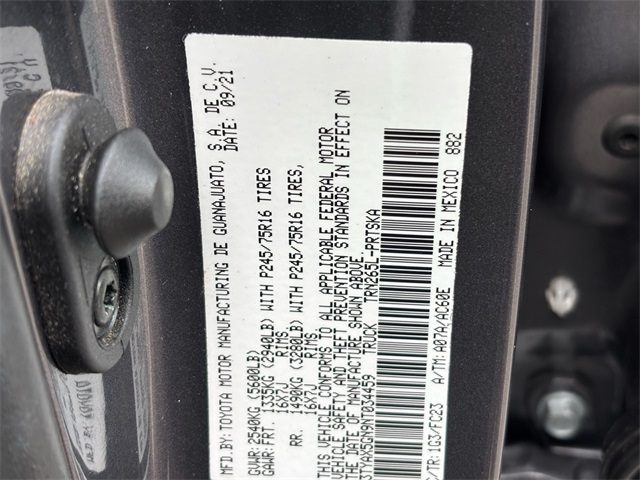 MFD.BY: TOYOTA MOTOR MANUFACTURING DE GUANAJUATO, S.A. DE C.V.
DATE: 09/21
GVWR: 2540KG (5600LB)
GAWR: FRT. 1335KG (2940LB) WITH P245/75R16 TIRES
16X7J RIMS
RR. 1490KG (3280LB) WITH P245/75R16 TIRES,
16X7J RIMS
THIS VEHICLE CONFORMS TO ALL APPLICABLE FEDERAL MOTOR
VEHICLE SAFETY AND THEFT PREVENTION STANDARDS IN EFFECT ON
THE DATE OF MANUFACTURE SHOWN ABOVE.
3TYAX5GN9NT034459 TRUCK TRN265L-PRTSKA
C/TR: 1G3/FC23 A/TM: A07A/AC60E MADE IN MEXICO 882